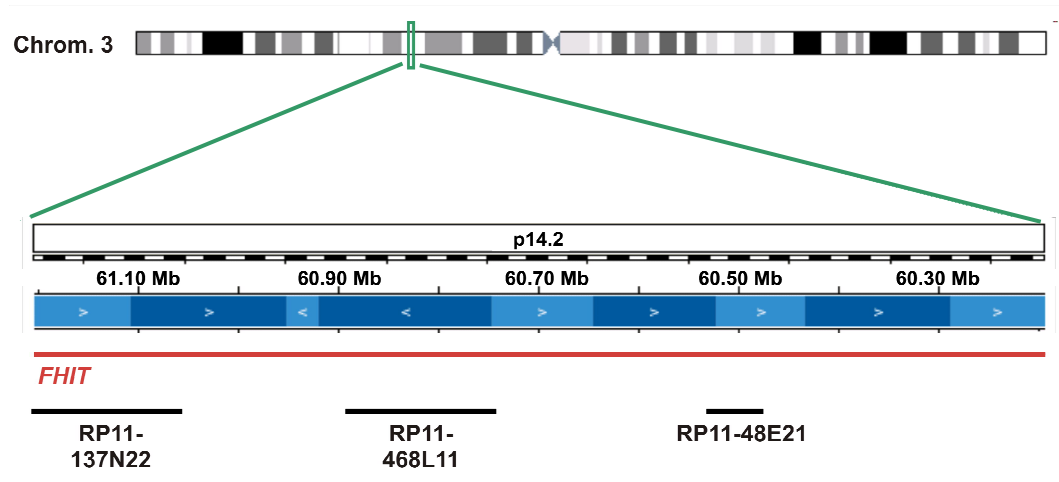 Chrom. 3
p14.2
61.10 Mb 60.90 Mb 60.70 Mb 60.50 Mb 60.30 Mb
> > < < > > > > >
FHIT
RP11-
137N22
RP11-
468L11
RP11-48E21